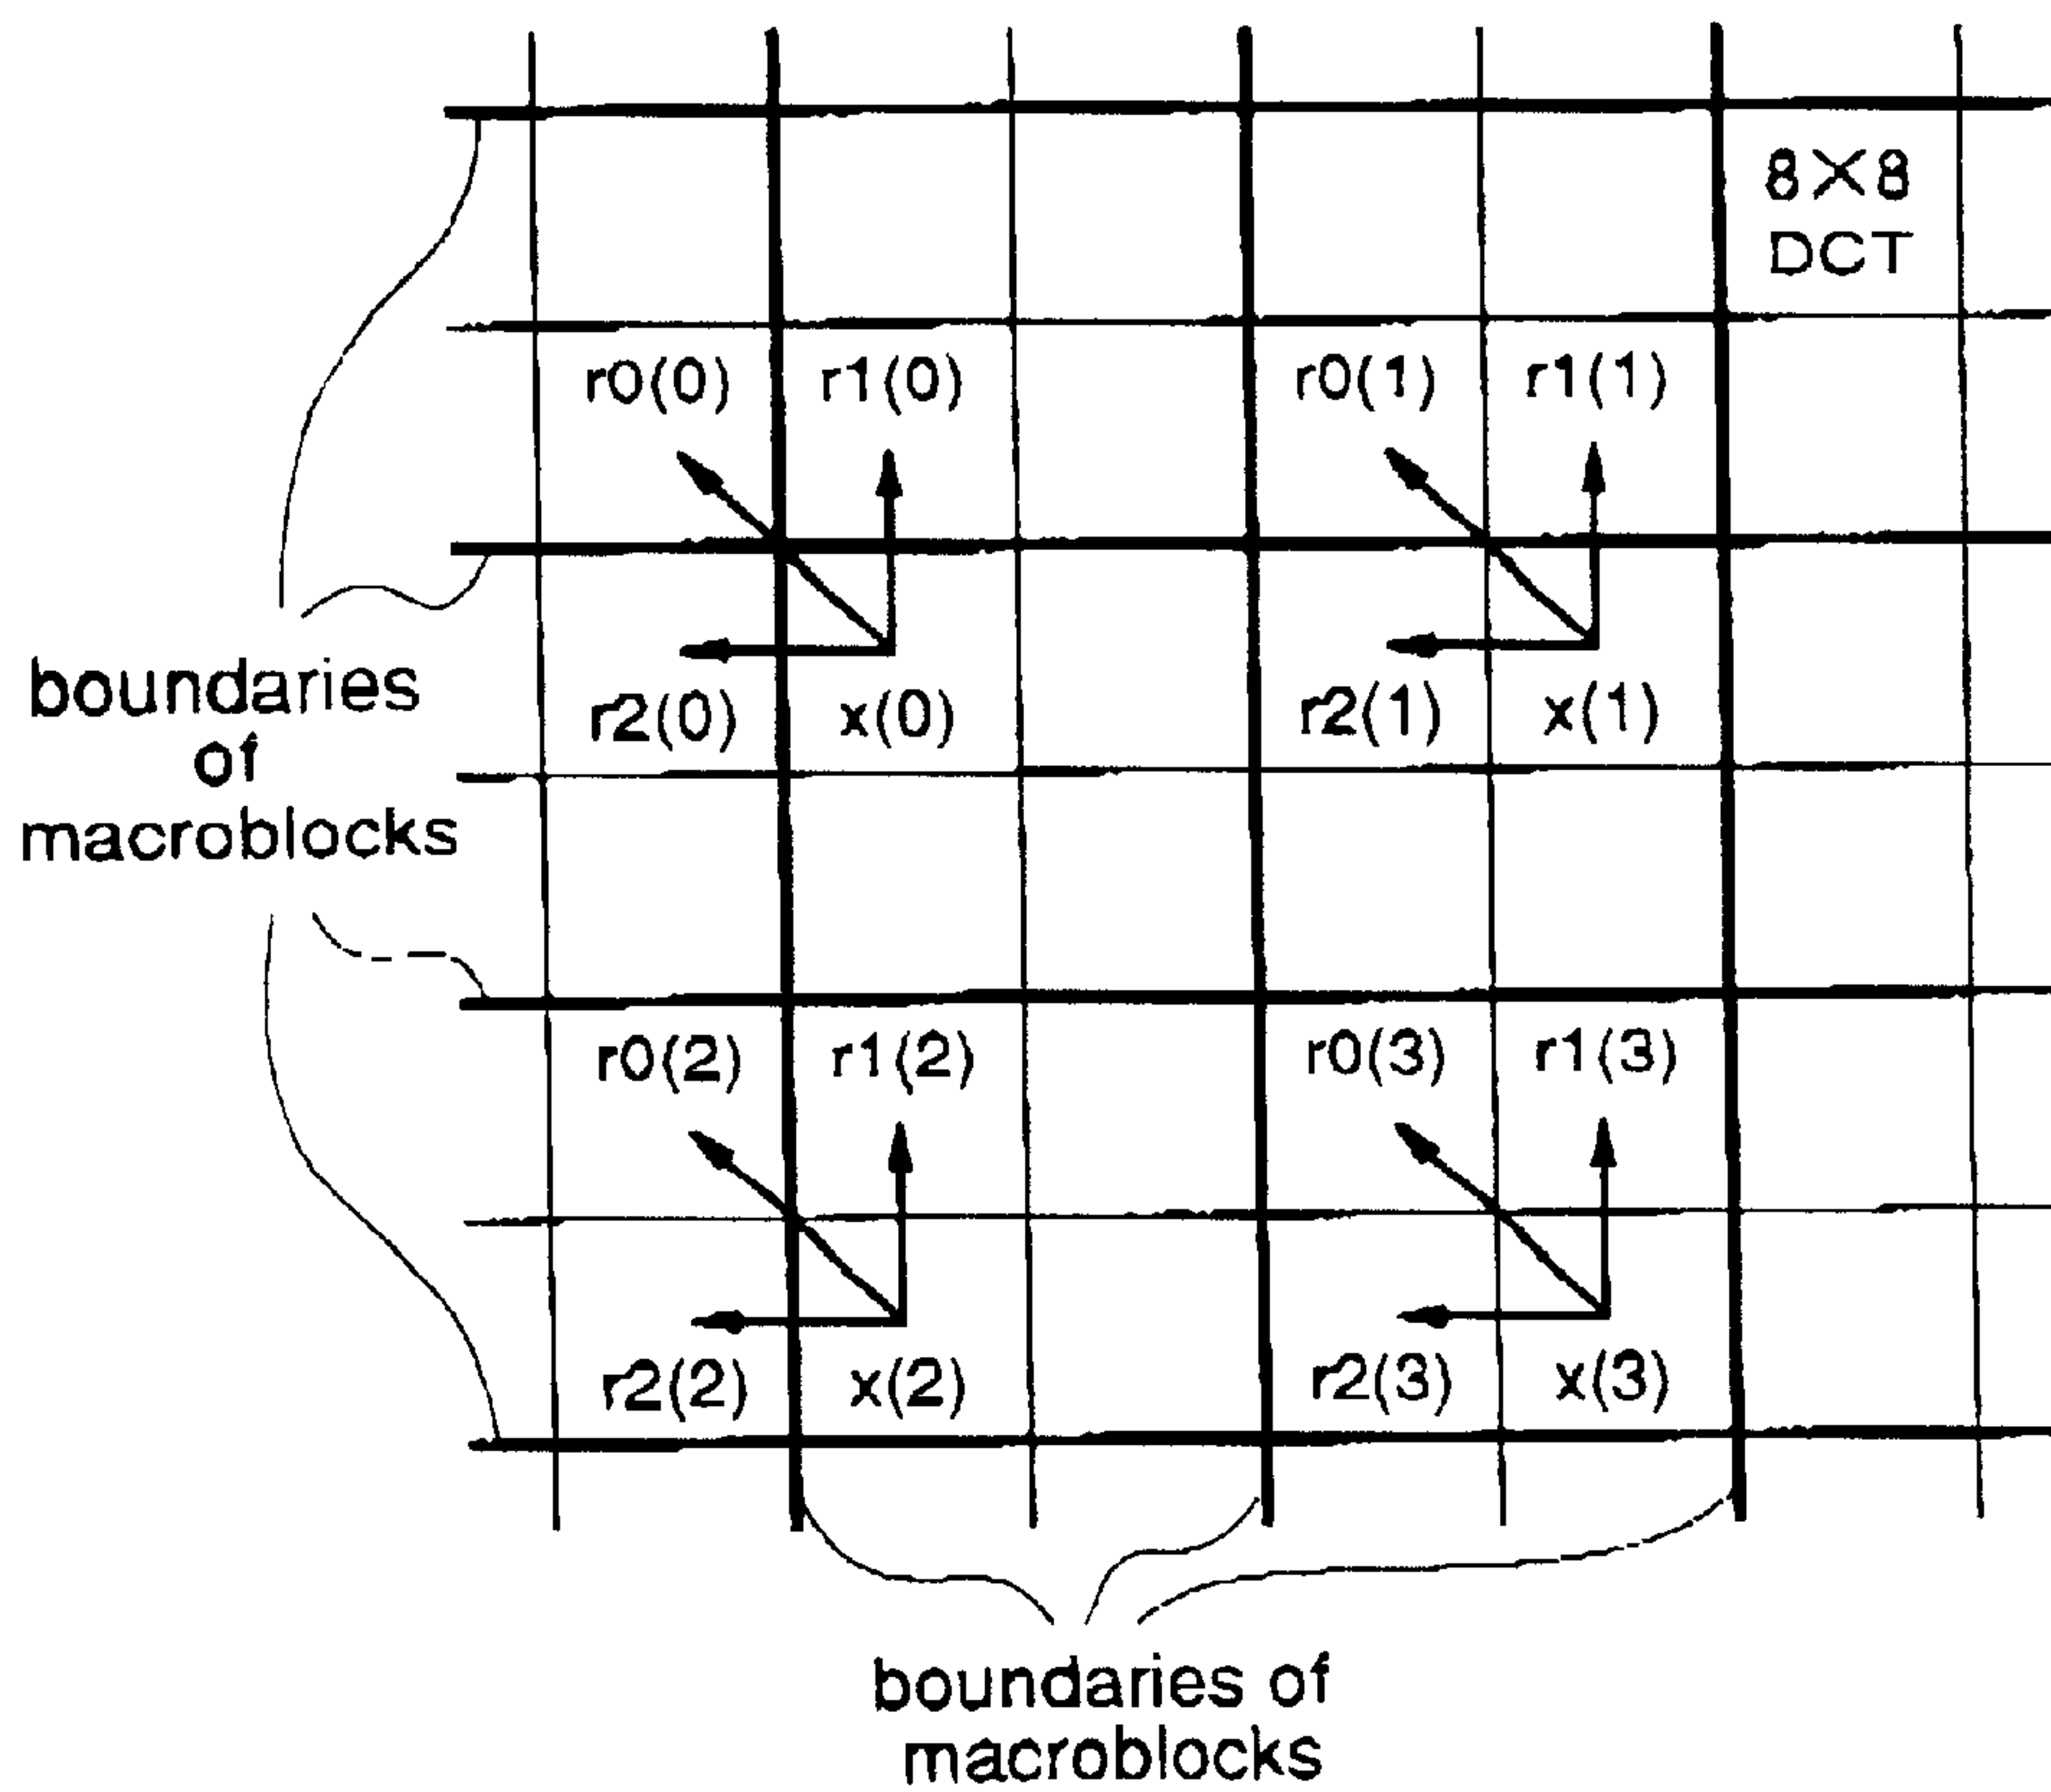 8×8
DCT
r0(0) r1(0) r0(1) r1(1)
boundaries
of
macroblocks
r2(0) x(0) r2(1) x(1)
r0(2) r1(2) r0(3) r1(3)
r2(2) x(2) r2(3) x(3)
boundaries of
macroblocks